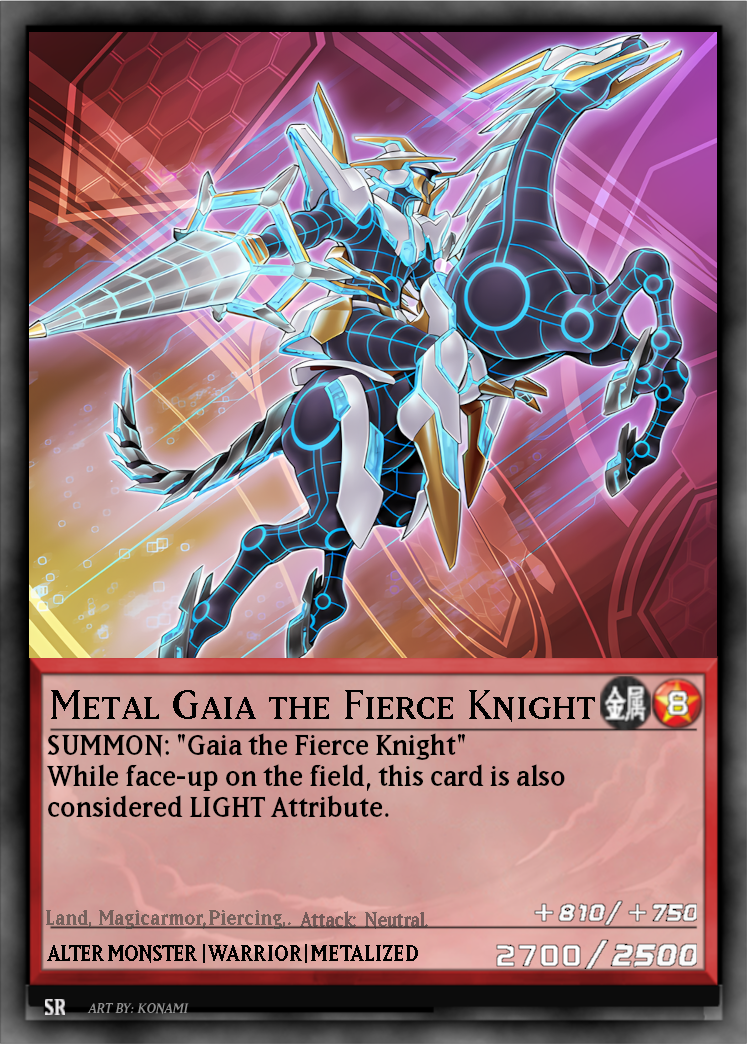 METAL GAIA THE FIERCE KNIGHT 金属 8
SUMMON: "Gaia the Fierce Knight"
While face-up on the field, this card is also
considered LIGHT Attribute.
Land, Magicarmor,Piercing,. Attack: Neutral.
+810/+750
ALTER MONSTER|WARRIOR|METALIZED
2700/2500
SR ART BY: KONAMI